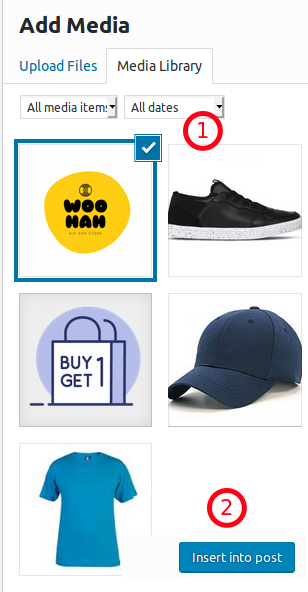 Add Media
Upload Files
Media Library
All media items
All dates
1
WOO
HAH
HIP HOP STORE
BUY 1
GET
2
Insert into post